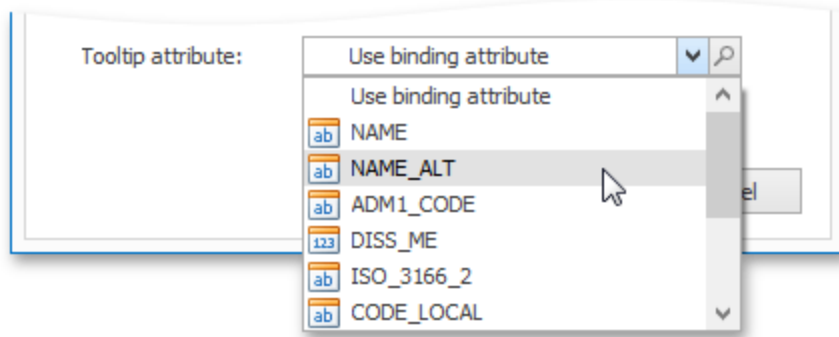 Tooltip attribute: Use binding attribute
Use binding attribute
ab NAME
ab NAME_ALT
ab ADM1_CODE
el
123 DISS_ME
ab ISO_3166_2
ab CODE_LOCAL